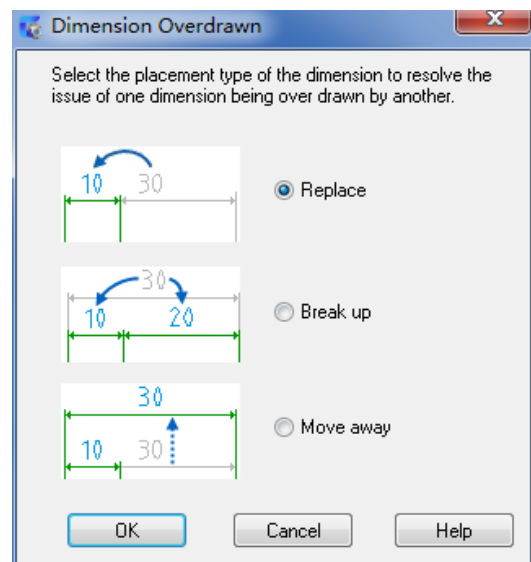 Dimension Overdrawn
Select the placement type of the dimension to resolve the
issue of one dimension being over drawn by another.
10 30
Replace
30
10 20
Break up
30
10 30
Move away
OK Cancel Help